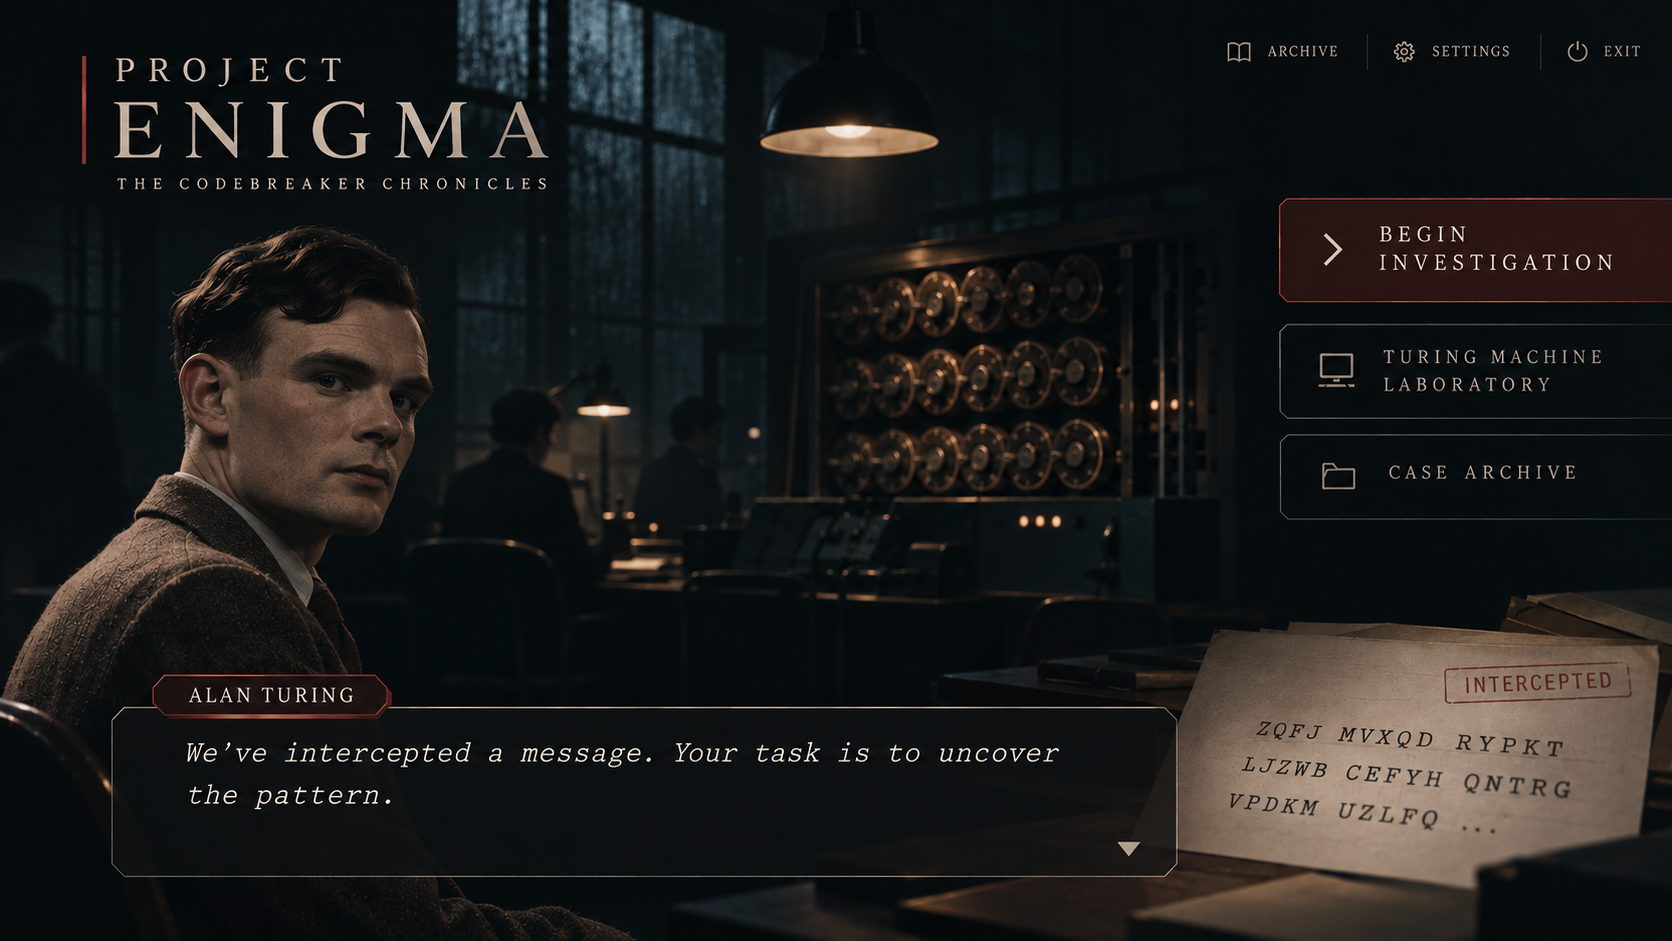 PROJECT
ENIGMA
THE CODEBREAKER CHRONICLES
ARCHIVE
SETTINGS
EXIT
BEGIN
INVESTIGATION
TURING MACHINE
LABORATORY
CASE ARCHIVE
ALAN TURING
We’ve intercepted a message. Your task is to uncover
the pattern.
INTERCEPTED
ZQFJ MVXQD RYPKT
LJZWB CEFYH QNTRG
VPDKM UZLFQ ...